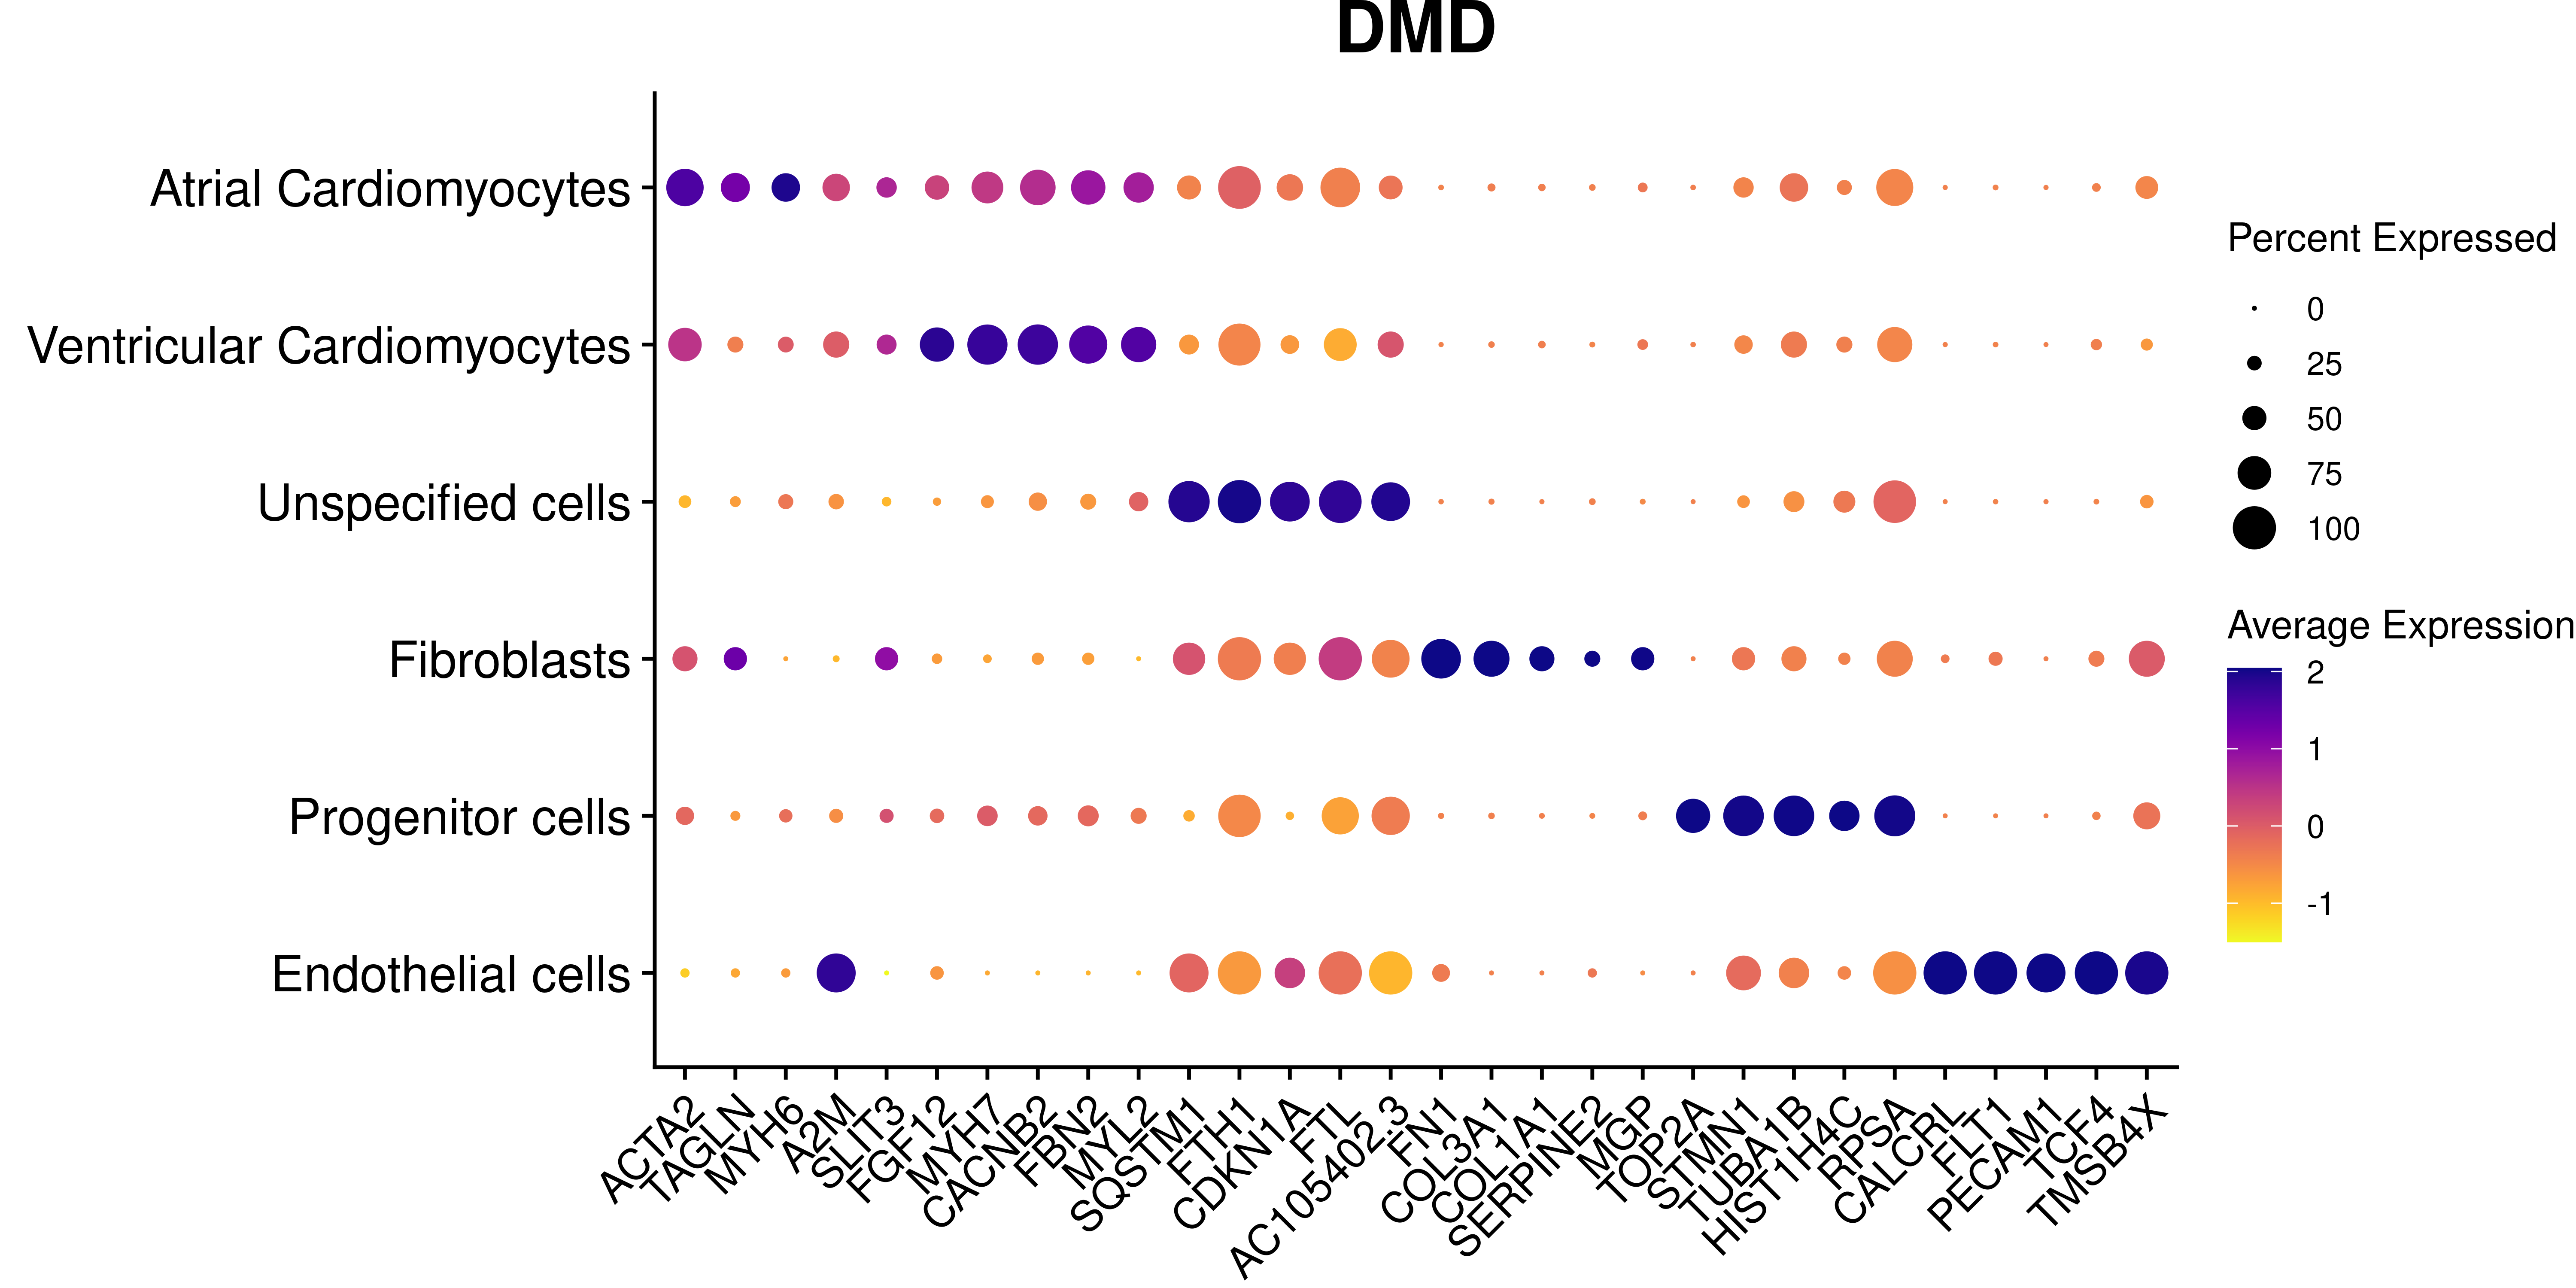 DMD
Atrial Cardiomyocytes
Ventricular Cardiomyocytes
Unspecified cells
Fibroblasts
Progenitor cells
Endothelial cells
ACTA2
TAGLN
MYH6
A2M
SLIT3
FGF12
MYH7
CACNB2
FBN2
MYL2
SQSTM1
FTH1
CDKN1A
FTL
AC105402.3
FN1
COL3A1
COL1A1
SERPINE2
MGP
TOP2A
STMN1
TUBA1B
HIST1H4C
RPSA
CALCRL
FLT1
PECAM1
TCF4
TMSB4X
Percent Expressed
0
25
50
75
100
Average Expression
2
1
0
-1